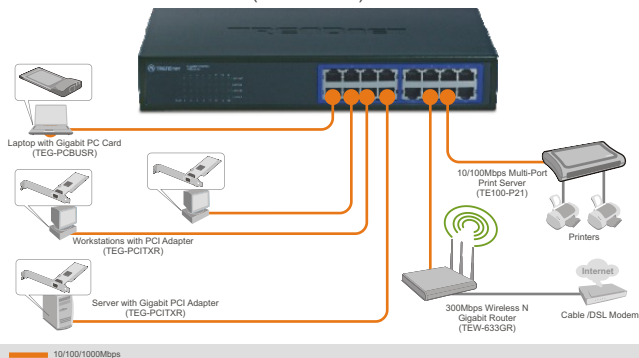 TRENDnet
Laptop with Gigabit PC Card
(TEG-PCBUSR)
Workstations with PCI Adapter
(TEG-PCITXR)
Server with Gigabit PCI Adapter
(TEG-PCITXR)
10/100Mbps Multi-Port
Print Server
(TE100-P21)
Printers
300Mbps Wireless N
Gigabit Router
(TEW-633GR)
Internet
Cable /DSL Modem
10/100/1000Mbps